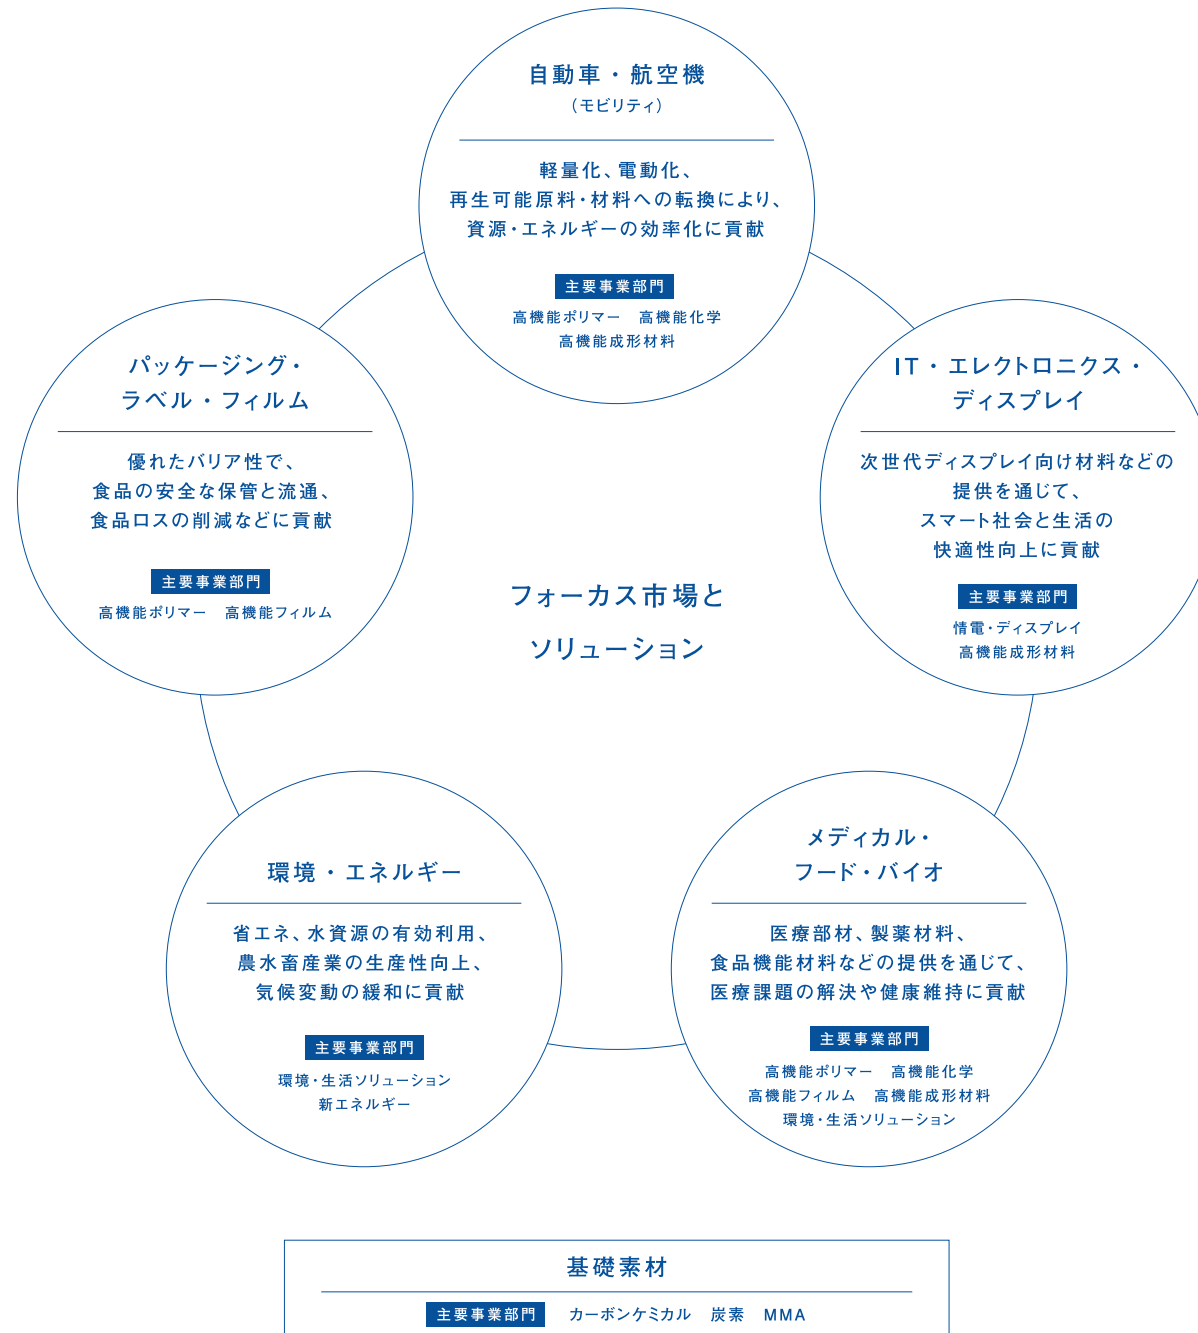 自動車・航空機
（モビリティ）
軽量化、電動化、
再生可能原料・材料への転換により、
資源・エネルギーの効率化に貢献
主要事業部門
高機能ポリマー　高機能化学
高機能成形材料
パッケージング・
ラベル・フィルム
優れたバリア性で、
食品の安全な保管と流通、
食品ロスの削減などに貢献
主要事業部門
高機能ポリマー　高機能フィルム
IT・エレクトロニクス・
ディスプレイ
次世代ディスプレイ向け材料などの
提供を通じて、
スマート社会と生活の
快適性向上に貢献
主要事業部門
情電・ディスプレイ
高機能成形材料
フォーカス市場と
ソリューション
環境・エネルギー
省エネ、水資源の有効利用、
農水畜産業の生産性向上、
気候変動の緩和に貢献
主要事業部門
環境・生活ソリューション
新エネルギー
メディカル・
フード・バイオ
医療部材、製薬材料、
食品機能材料などの提供を通じて、
医療課題の解決や健康維持に貢献
主要事業部門
高機能ポリマー　高機能化学
高機能フィルム　高機能成形材料
環境・生活ソリューション
基礎素材
主要事業部門　カーボンケミカル　炭素　MMA